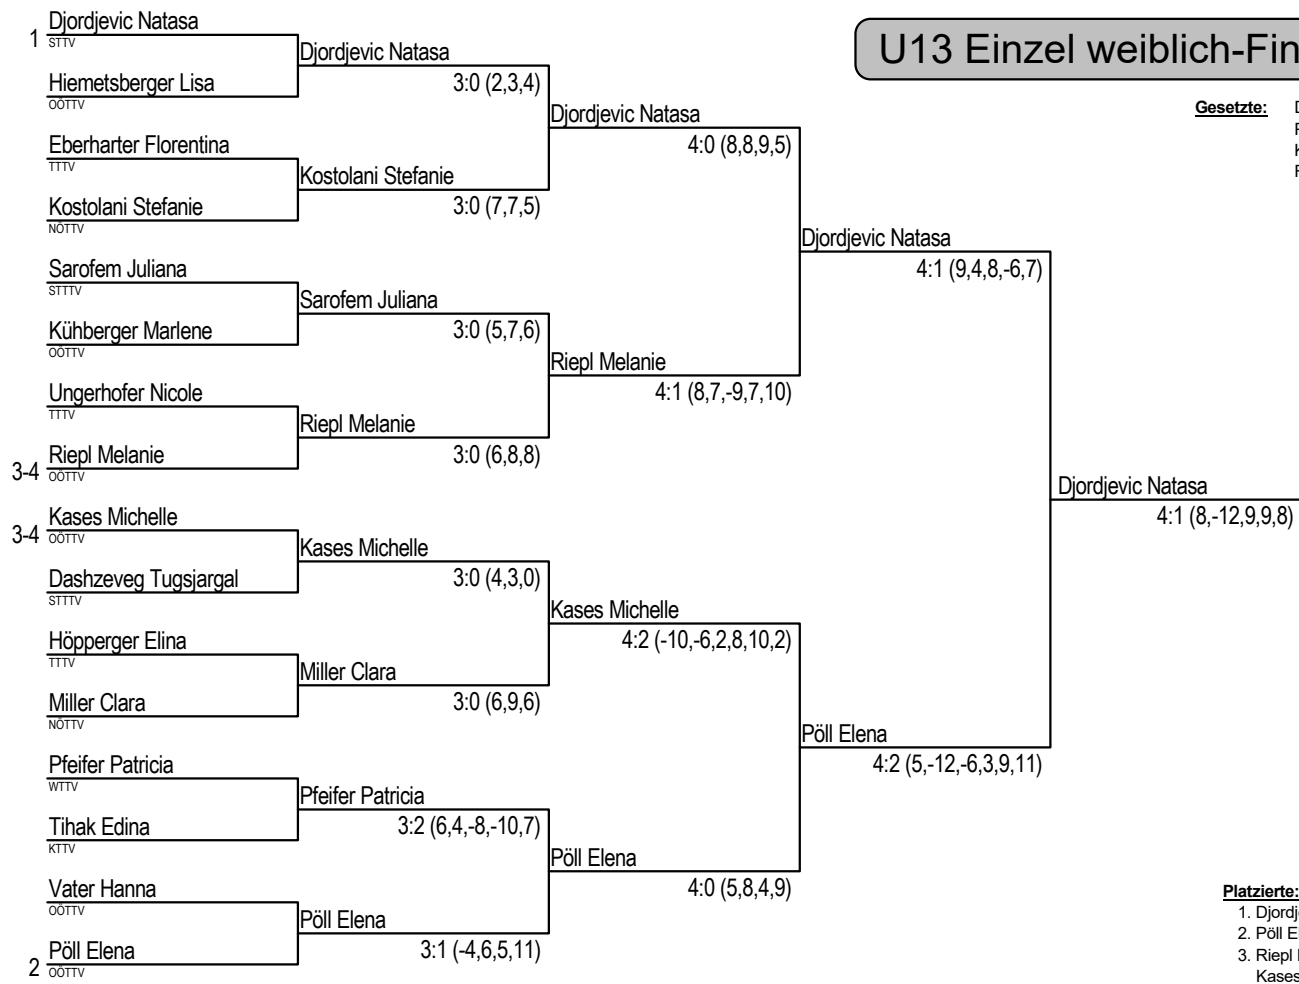 U13 Einzel weiblich-Fin
Gesetzte: D
F
K
F
1 Djordjevic Natasa
STTV
Hiemetsberger Lisa
OÖTTV
Eberharter Florentina
TTTV
Kostolani Stefanie
NÖTTV
Sarofem Juliana
STTTV
Kühberger Marlene
OÖTTV
Ungerhofer Nicole
TTTV
3-4 Riepl Melanie
OÖTTV
3-4 Kases Michelle
OÖTTV
Dashzeveg Tugsjargal
STTTV
Höpperger Elina
TTTV
Miller Clara
NÖTTV
Pfeifer Patricia
WTTV
Tihak Edina
KTTV
Vater Hanna
OÖTTV
2 Pöll Elena
OÖTTV
Djordjevic Natasa
3:0 (2,3,4)
Kostolani Stefanie
3:0 (7,7,5)
Sarofem Juliana
3:0 (5,7,6)
Riepl Melanie
3:0 (6,8,8)
Kases Michelle
3:0 (4,3,0)
Miller Clara
3:0 (6,9,6)
Pfeifer Patricia
3:2 (6,4,-8,-10,7)
Pöll Elena
3:1 (-4,6,5,11)
Djordjevic Natasa
4:0 (8,8,9,5)
Riepl Melanie
4:1 (8,7,-9,7,10)
Kases Michelle
4:2 (-10,-6,2,8,10,2)
Pöll Elena
4:0 (5,8,4,9)
Djordjevic Natasa
4:1 (9,4,8,-6,7)
Pöll Elena
4:2 (5,-12,-6,3,9,11)
Djordjevic Natasa
4:1 (8,-12,9,9,8)
Platzierte:
1. Djordj
2. Pöll E
3. Riepl
Kases